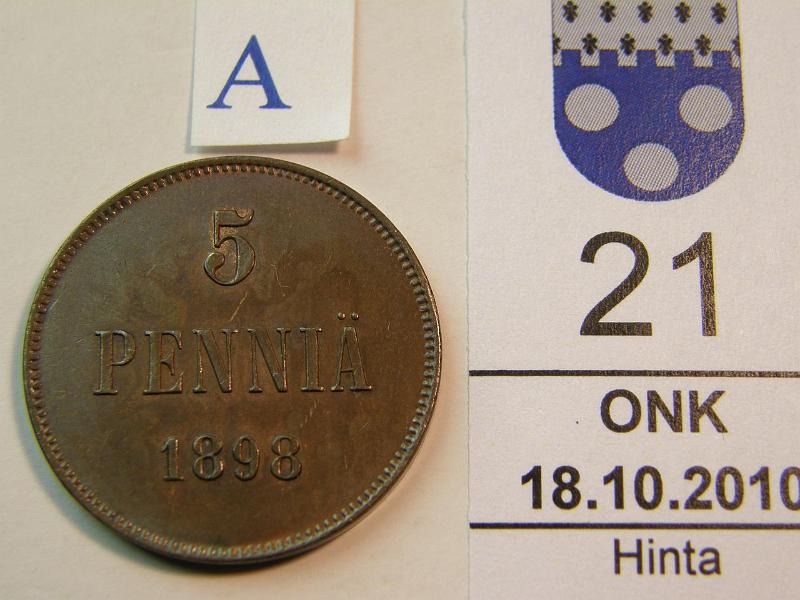 A
5
PENNIÄ
1898
21
ONK
18.10.2010
Hinta